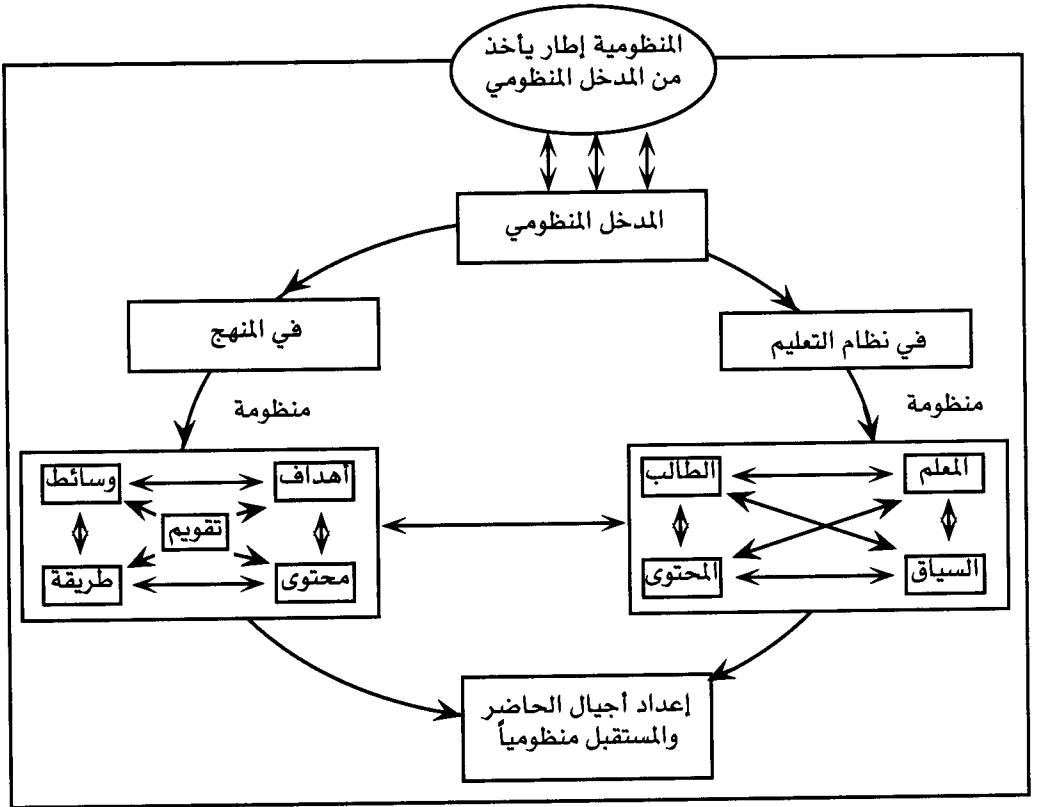 المنظومية إطار يأخذ
من المدخل المنظومي
المدخل المنظومي
في نظام التعليم
في المنهج
منظومة
منظومة
المعلم
الطالب
السياق
المحتوى
أهداف
وسائط
تقويم
محتوى
طريقة
إعداد أجيال الحاضر
والمستقبل منظومياً